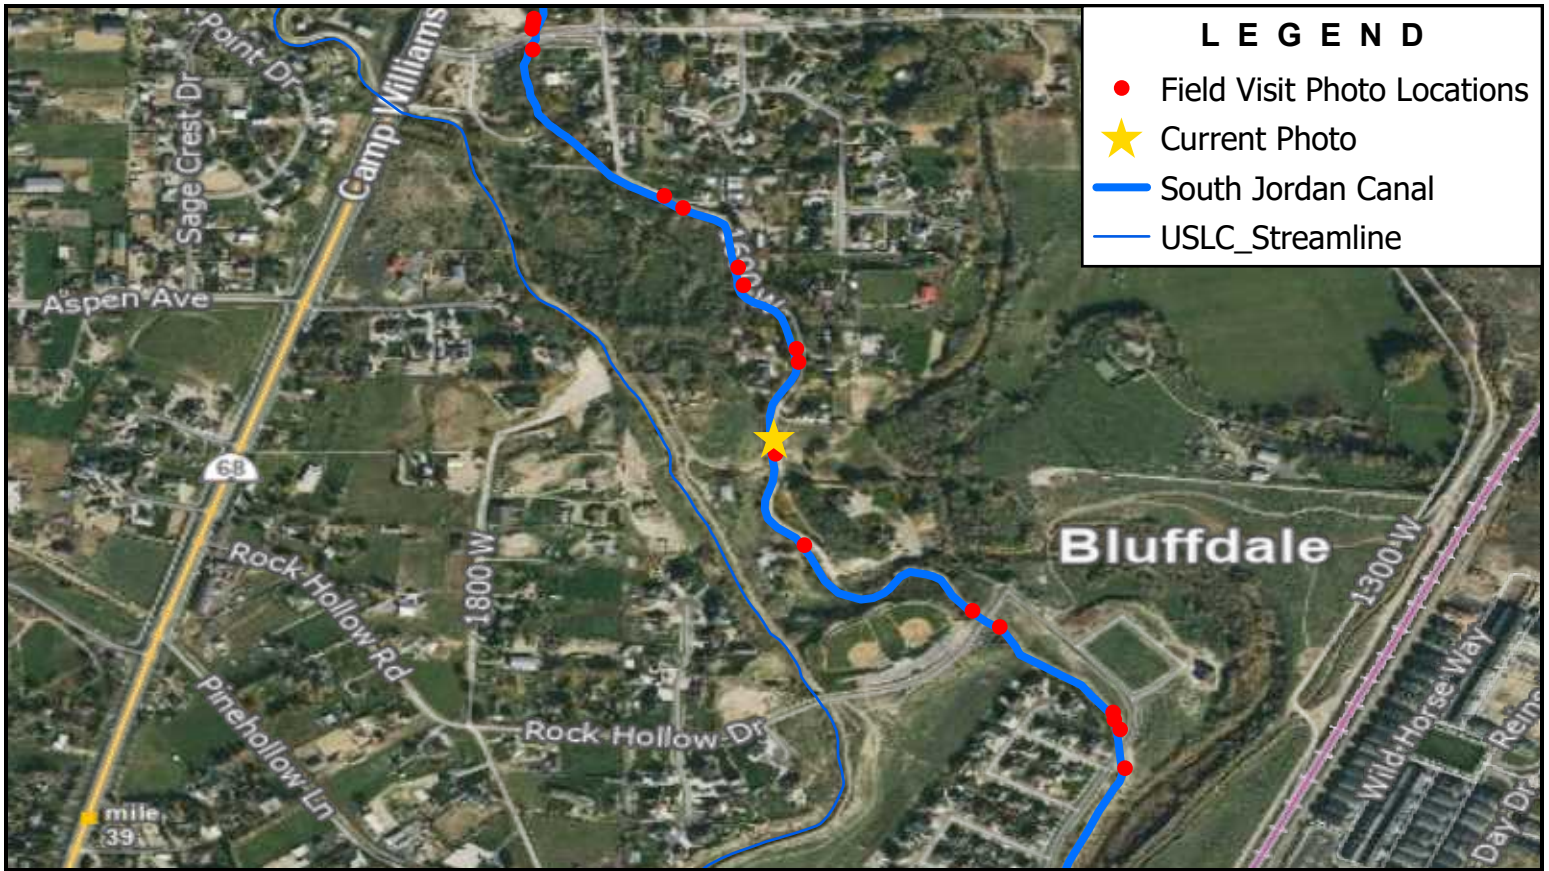 L E G E N D
Field Visit Photo Locations
Current Photo
South Jordan Canal
USLC_Streamline
Point Dr
Sage Crest Dr
Camp Williams
1600 W
Aspen Ave
68
Bluffdale
1300 W
1800 W
Rock Hollow Rd
Pinehollow Ln
Rock Hollow Dr
Wild Horse Way
Day Dr
mile
39